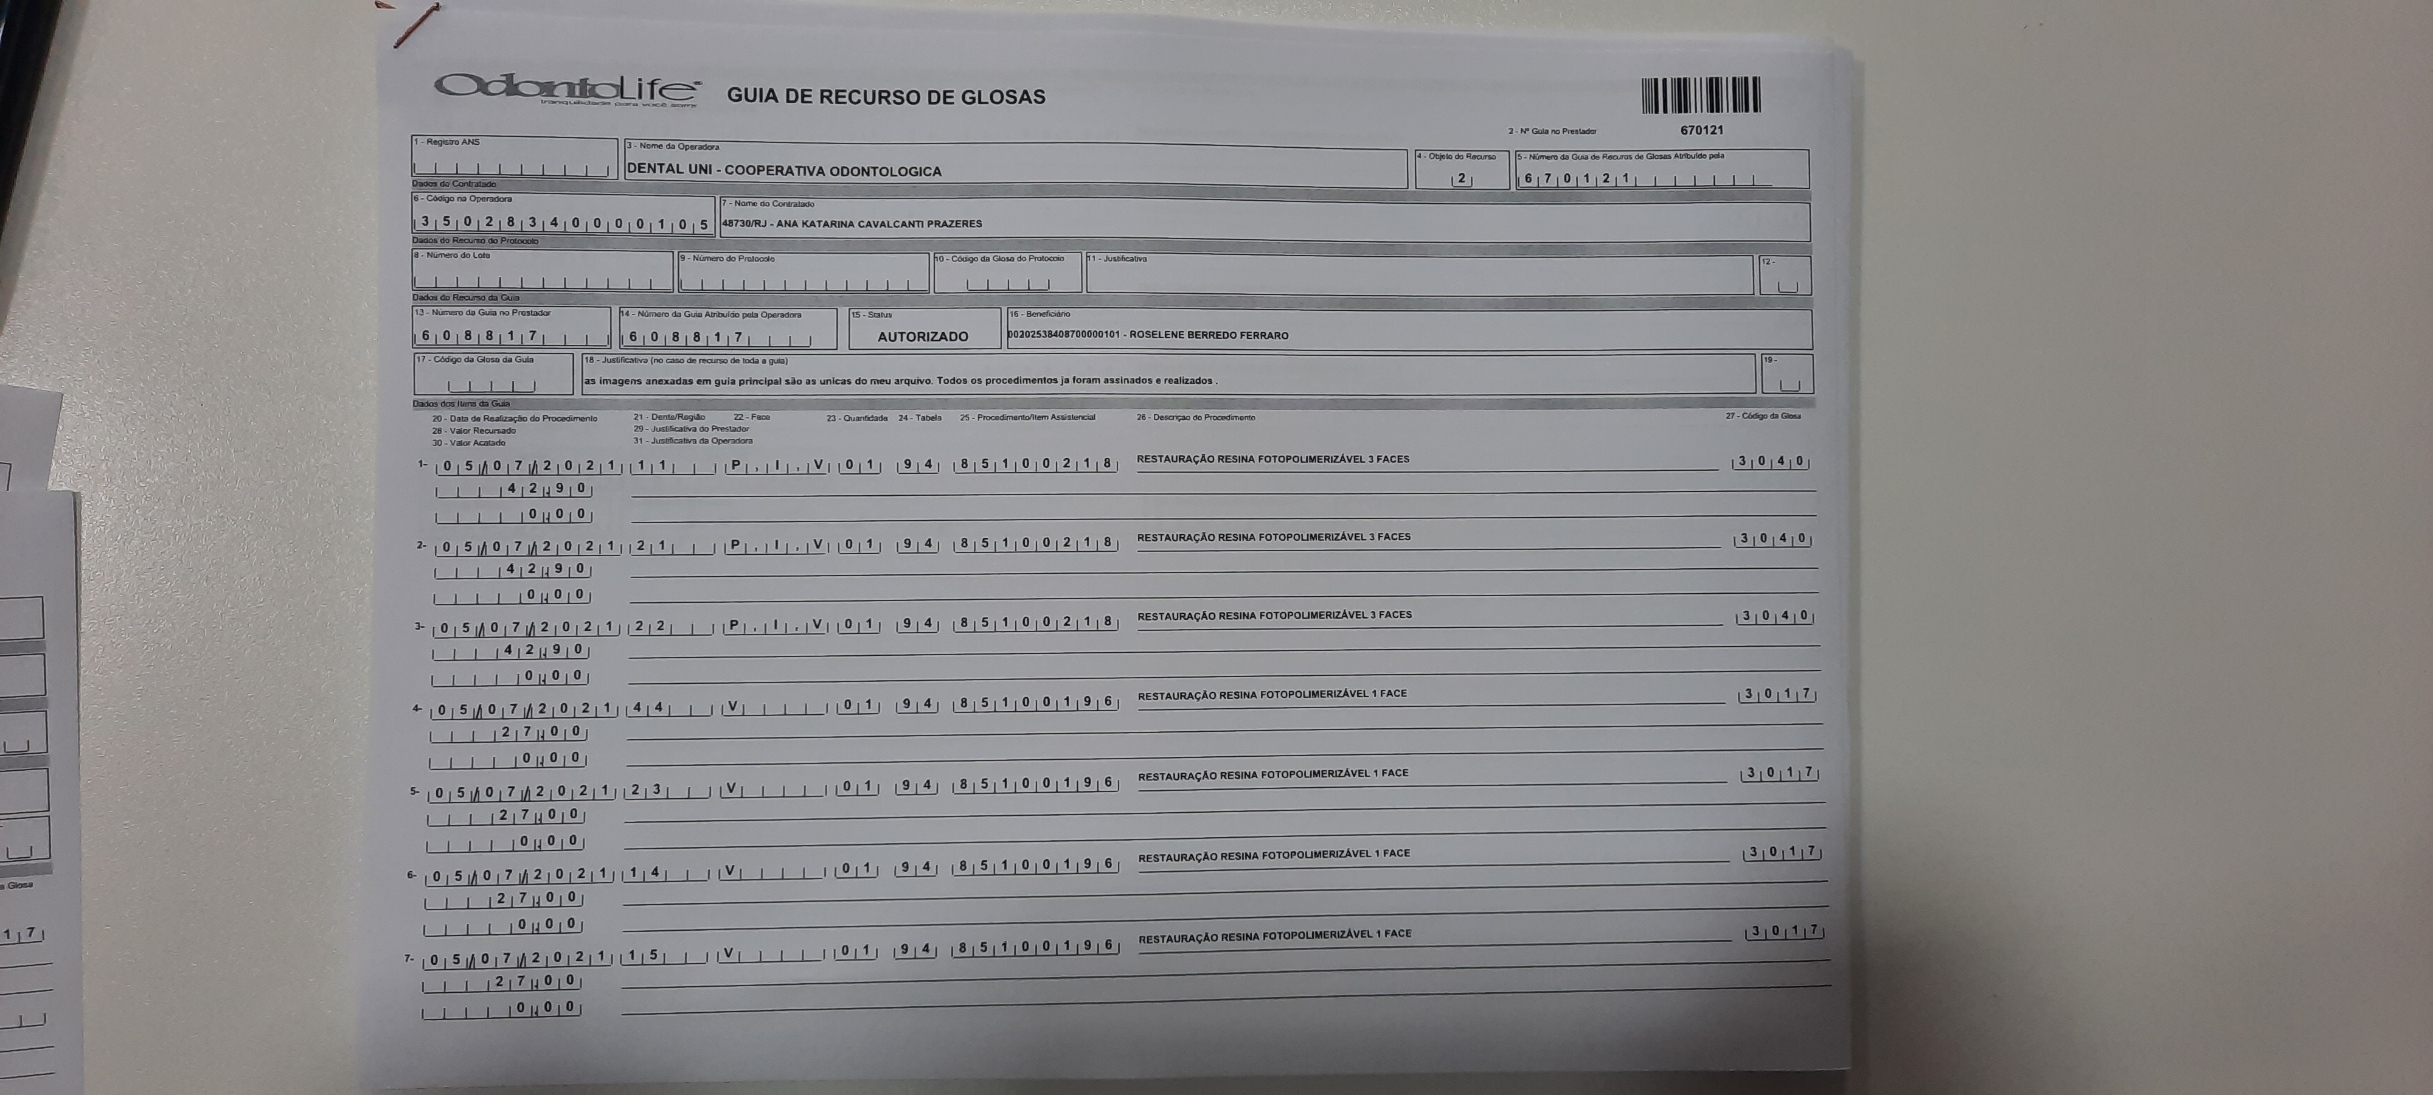 OdontoLife
tranquilidade para você sorrir
GUIA DE RECURSO DE GLOSAS
2 - Nº Guia no Prestador 670121
1 - Registro ANS
3 - Nome da Operadora
DENTAL UNI - COOPERATIVA ODONTOLOGICA
4 - Objeto do Recurso
2
5 - Número da Guia de Recuros de Glosas Atribuído pela
670121
Dados do Contratado
6 - Código na Operadora
35028340000105
7 - Nome do Contratado
48730/RJ - ANA KATARINA CAVALCANTI PRAZERES
Dados do Recurso do Protocolo
8 - Número do Lote
9 - Número do Protocolo
10 - Código da Glosa do Protocolo
11 - Justificativa
12 -
Dados do Recurso da Guia
13 - Número da Guia no Prestador
608817
14 - Número da Guia Atribuído pela Operadora
608817
15 - Status
AUTORIZADO
16 - Beneficiário
00202538408700000101 - ROSELENE BERREDO FERRARO
17 - Código da Glosa da Guia
18 - Justificativa (no caso de recurso de toda a guia)
as imagens anexadas em guia principal são as unicas do meu arquivo. Todos os procedimentos ja foram assinados e realizados .
19 -
Dados dos Itens da Guia
20 - Data de Realização do Procedimento 21 - Dente/Região 22 - Face 23 - Quantidade 24 - Tabela 25 - Procedimento/Item Assistencial 26 - Descrição do Procedimento 27 - Código da Glosa
28 - Valor Recursado 29 - Justificativa do Prestador
30 - Valor Acatado 31 - Justificativa da Operadora
1- 05/07/2021 11 P,I,V 01 94 85100218 RESTAURAÇÃO RESINA FOTOPOLIMERIZÁVEL 3 FACES 3040
42,90
0,00
2- 05/07/2021 21 P,I,V 01 94 85100218 RESTAURAÇÃO RESINA FOTOPOLIMERIZÁVEL 3 FACES 3040
42,90
0,00
3- 05/07/2021 22 P,I,V 01 94 85100218 RESTAURAÇÃO RESINA FOTOPOLIMERIZÁVEL 3 FACES 3040
42,90
0,00
4- 05/07/2021 44 V 01 94 85100196 RESTAURAÇÃO RESINA FOTOPOLIMERIZÁVEL 1 FACE 3017
27,00
0,00
5- 05/07/2021 23 V 01 94 85100196 RESTAURAÇÃO RESINA FOTOPOLIMERIZÁVEL 1 FACE 3017
27,00
0,00
6- 05/07/2021 14 V 01 94 85100196 RESTAURAÇÃO RESINA FOTOPOLIMERIZÁVEL 1 FACE 3017
27,00
0,00
7- 05/07/2021 15 V 01 94 85100196 RESTAURAÇÃO RESINA FOTOPOLIMERIZÁVEL 1 FACE 3017
27,00
0,00
a Glosa
17